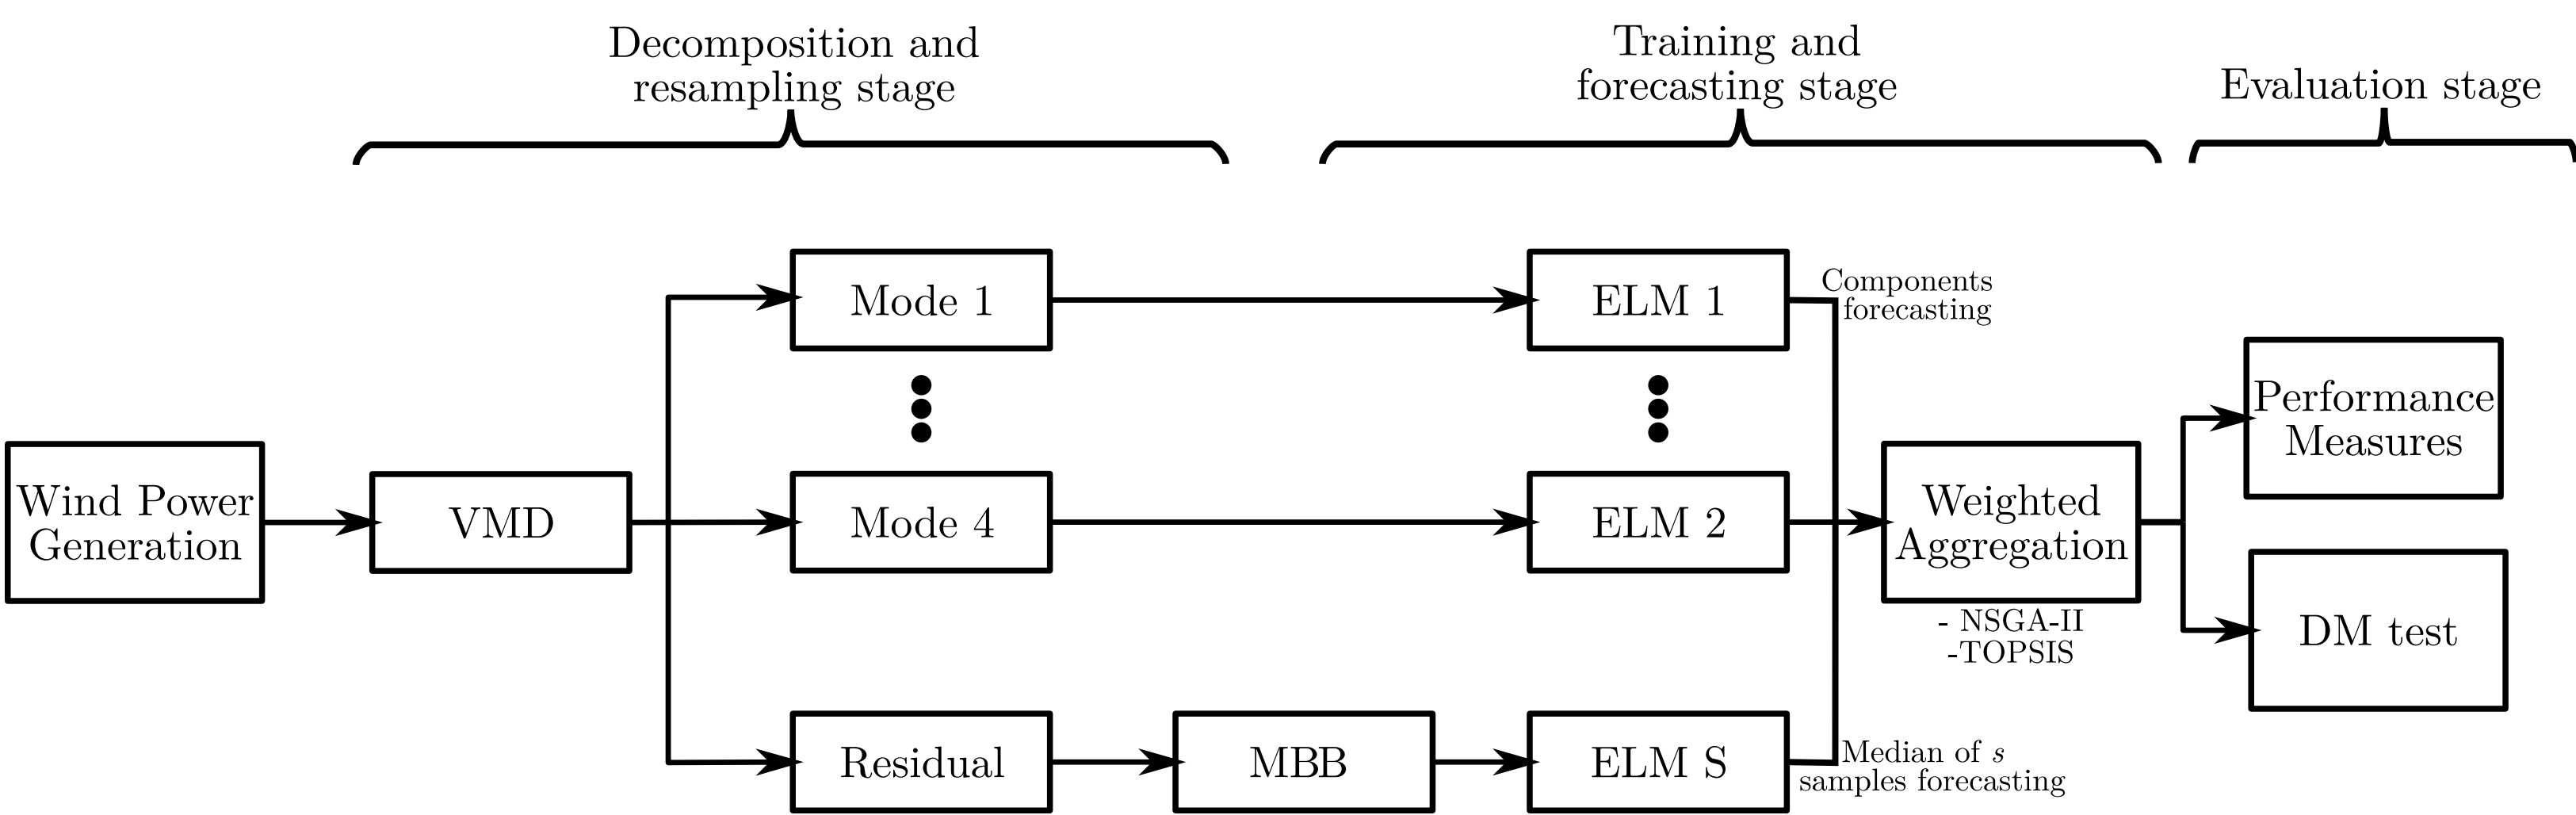 Decomposition and
resampling stage
Training and
forecasting stage
Evaluation stage
Wind Power
Generation
VMD
Mode 1
Mode 4
Residual
MBB
ELM 1
ELM 2
ELM S
Components
forecasting
Median of s
samples forecasting
Weighted
Aggregation
- NSGA-II
-TOPSIS
Performance
Measures
DM test